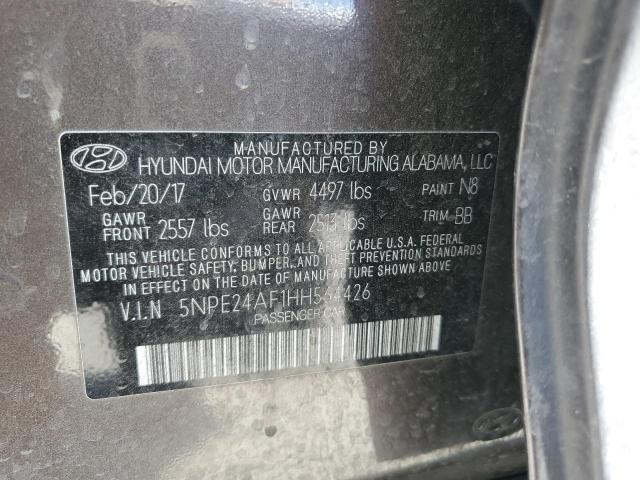 MANUFACTURED BY
HYUNDAI MOTOR MANUFACTURING ALABAMA, LLC
Feb/20/17 GVWR 4497 lbs PAINT N8
GAWR FRONT 2557 lbs GAWR REAR 2513 lbs TRIM BB
THIS VEHICLE CONFORMS TO ALL APPLICABLE U.S.A. FEDERAL
MOTOR VEHICLE SAFETY, BUMPER, AND THEFT PREVENTION STANDARDS
IN EFFECT ON THE DATE OF MANUFACTURE SHOWN ABOVE.
V.I.N
PASSENGER CAR